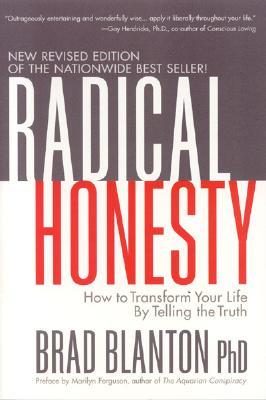 "Outrageously entertaining and wonderfully wise... apply it liberally throughout your life."
—Gay Hendricks, Ph.D., co-author of Conscious Loving
NEW REVISED EDITION
OF THE NATIONWIDE BEST SELLER!
RADICAL
HONESTY
How to Transform Your Life
By Telling the Truth
BRAD BLANTON PhD
Preface by Marilyn Ferguson, author of The Aquarian Conspiracy